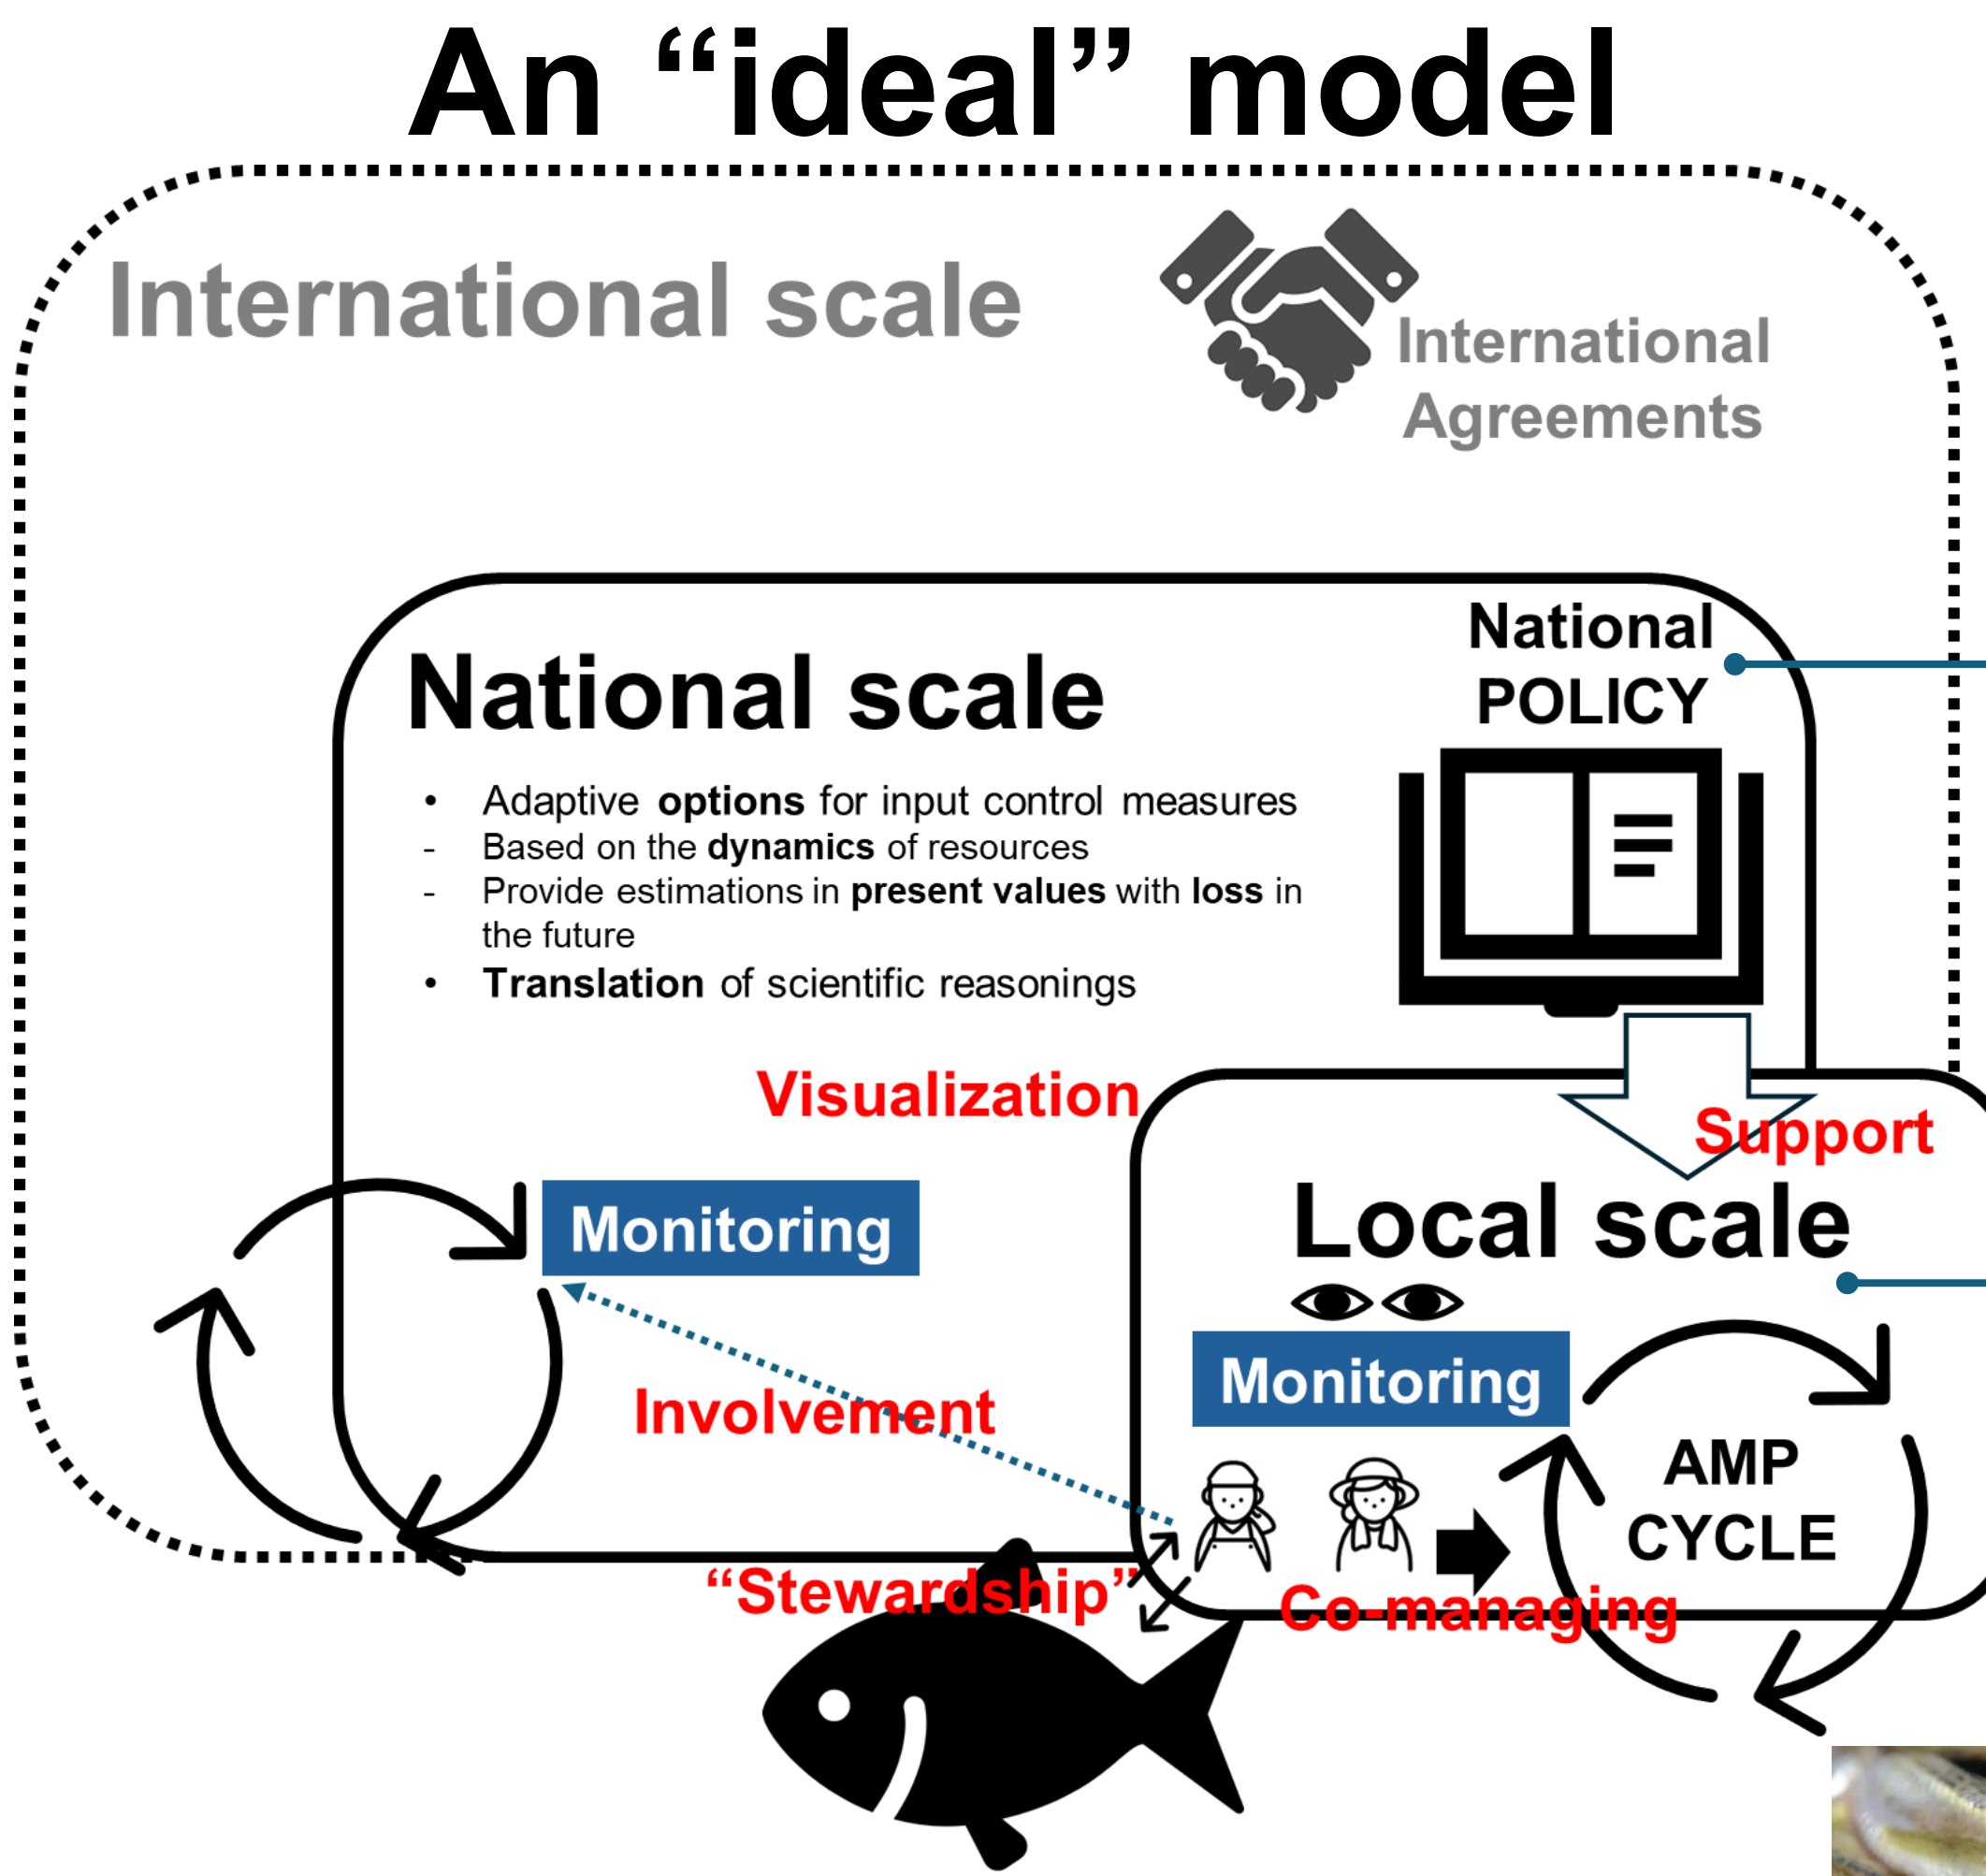 An “ideal” model
International scale
International
Agreements
National
POLICY
National scale
• Adaptive options for input control measures
- Based on the dynamics of resources
- Provide estimations in present values with loss in
the future
• Translation of scientific reasonings
Visualization
Support
Local scale
Monitoring
Monitoring
Involvement
AMP
CYCLE
“Stewardship”
Co-managing